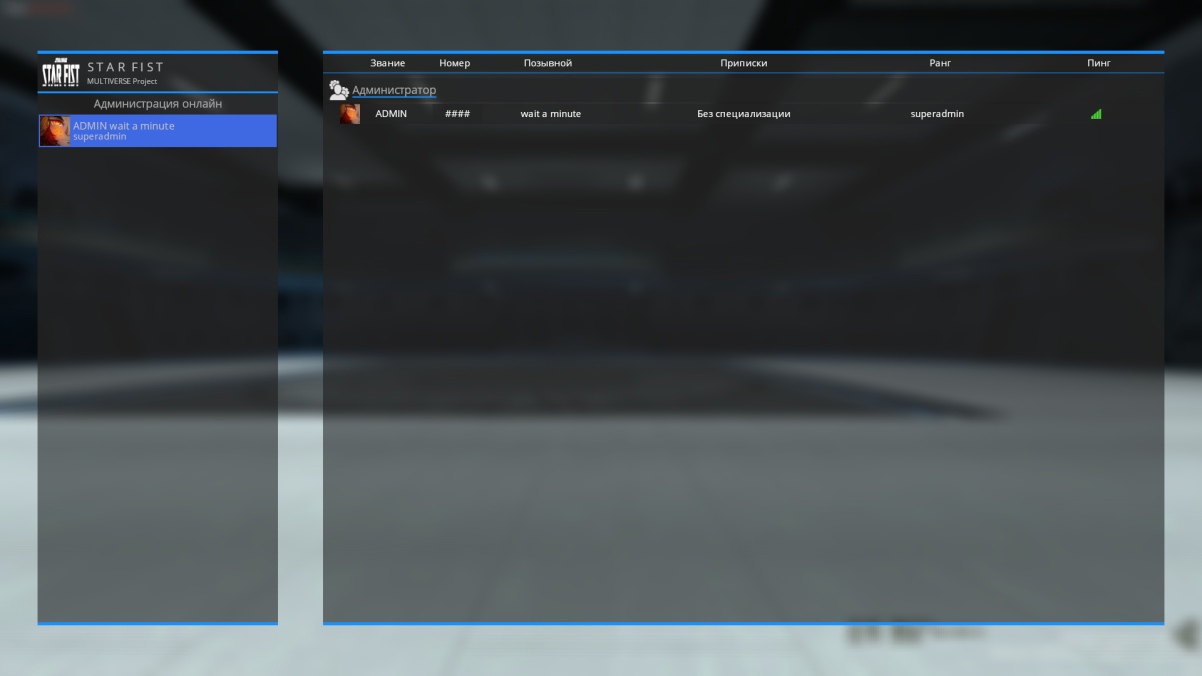 STAR FIST
STAR FIST
MULTIVERSE Project
Администрация онлайн
ADMIN wait a minute
superadmin
Звание Номер Позывной Приписки Ранг Пинг
Администратор
ADMIN #### wait a minute Без специализации superadmin